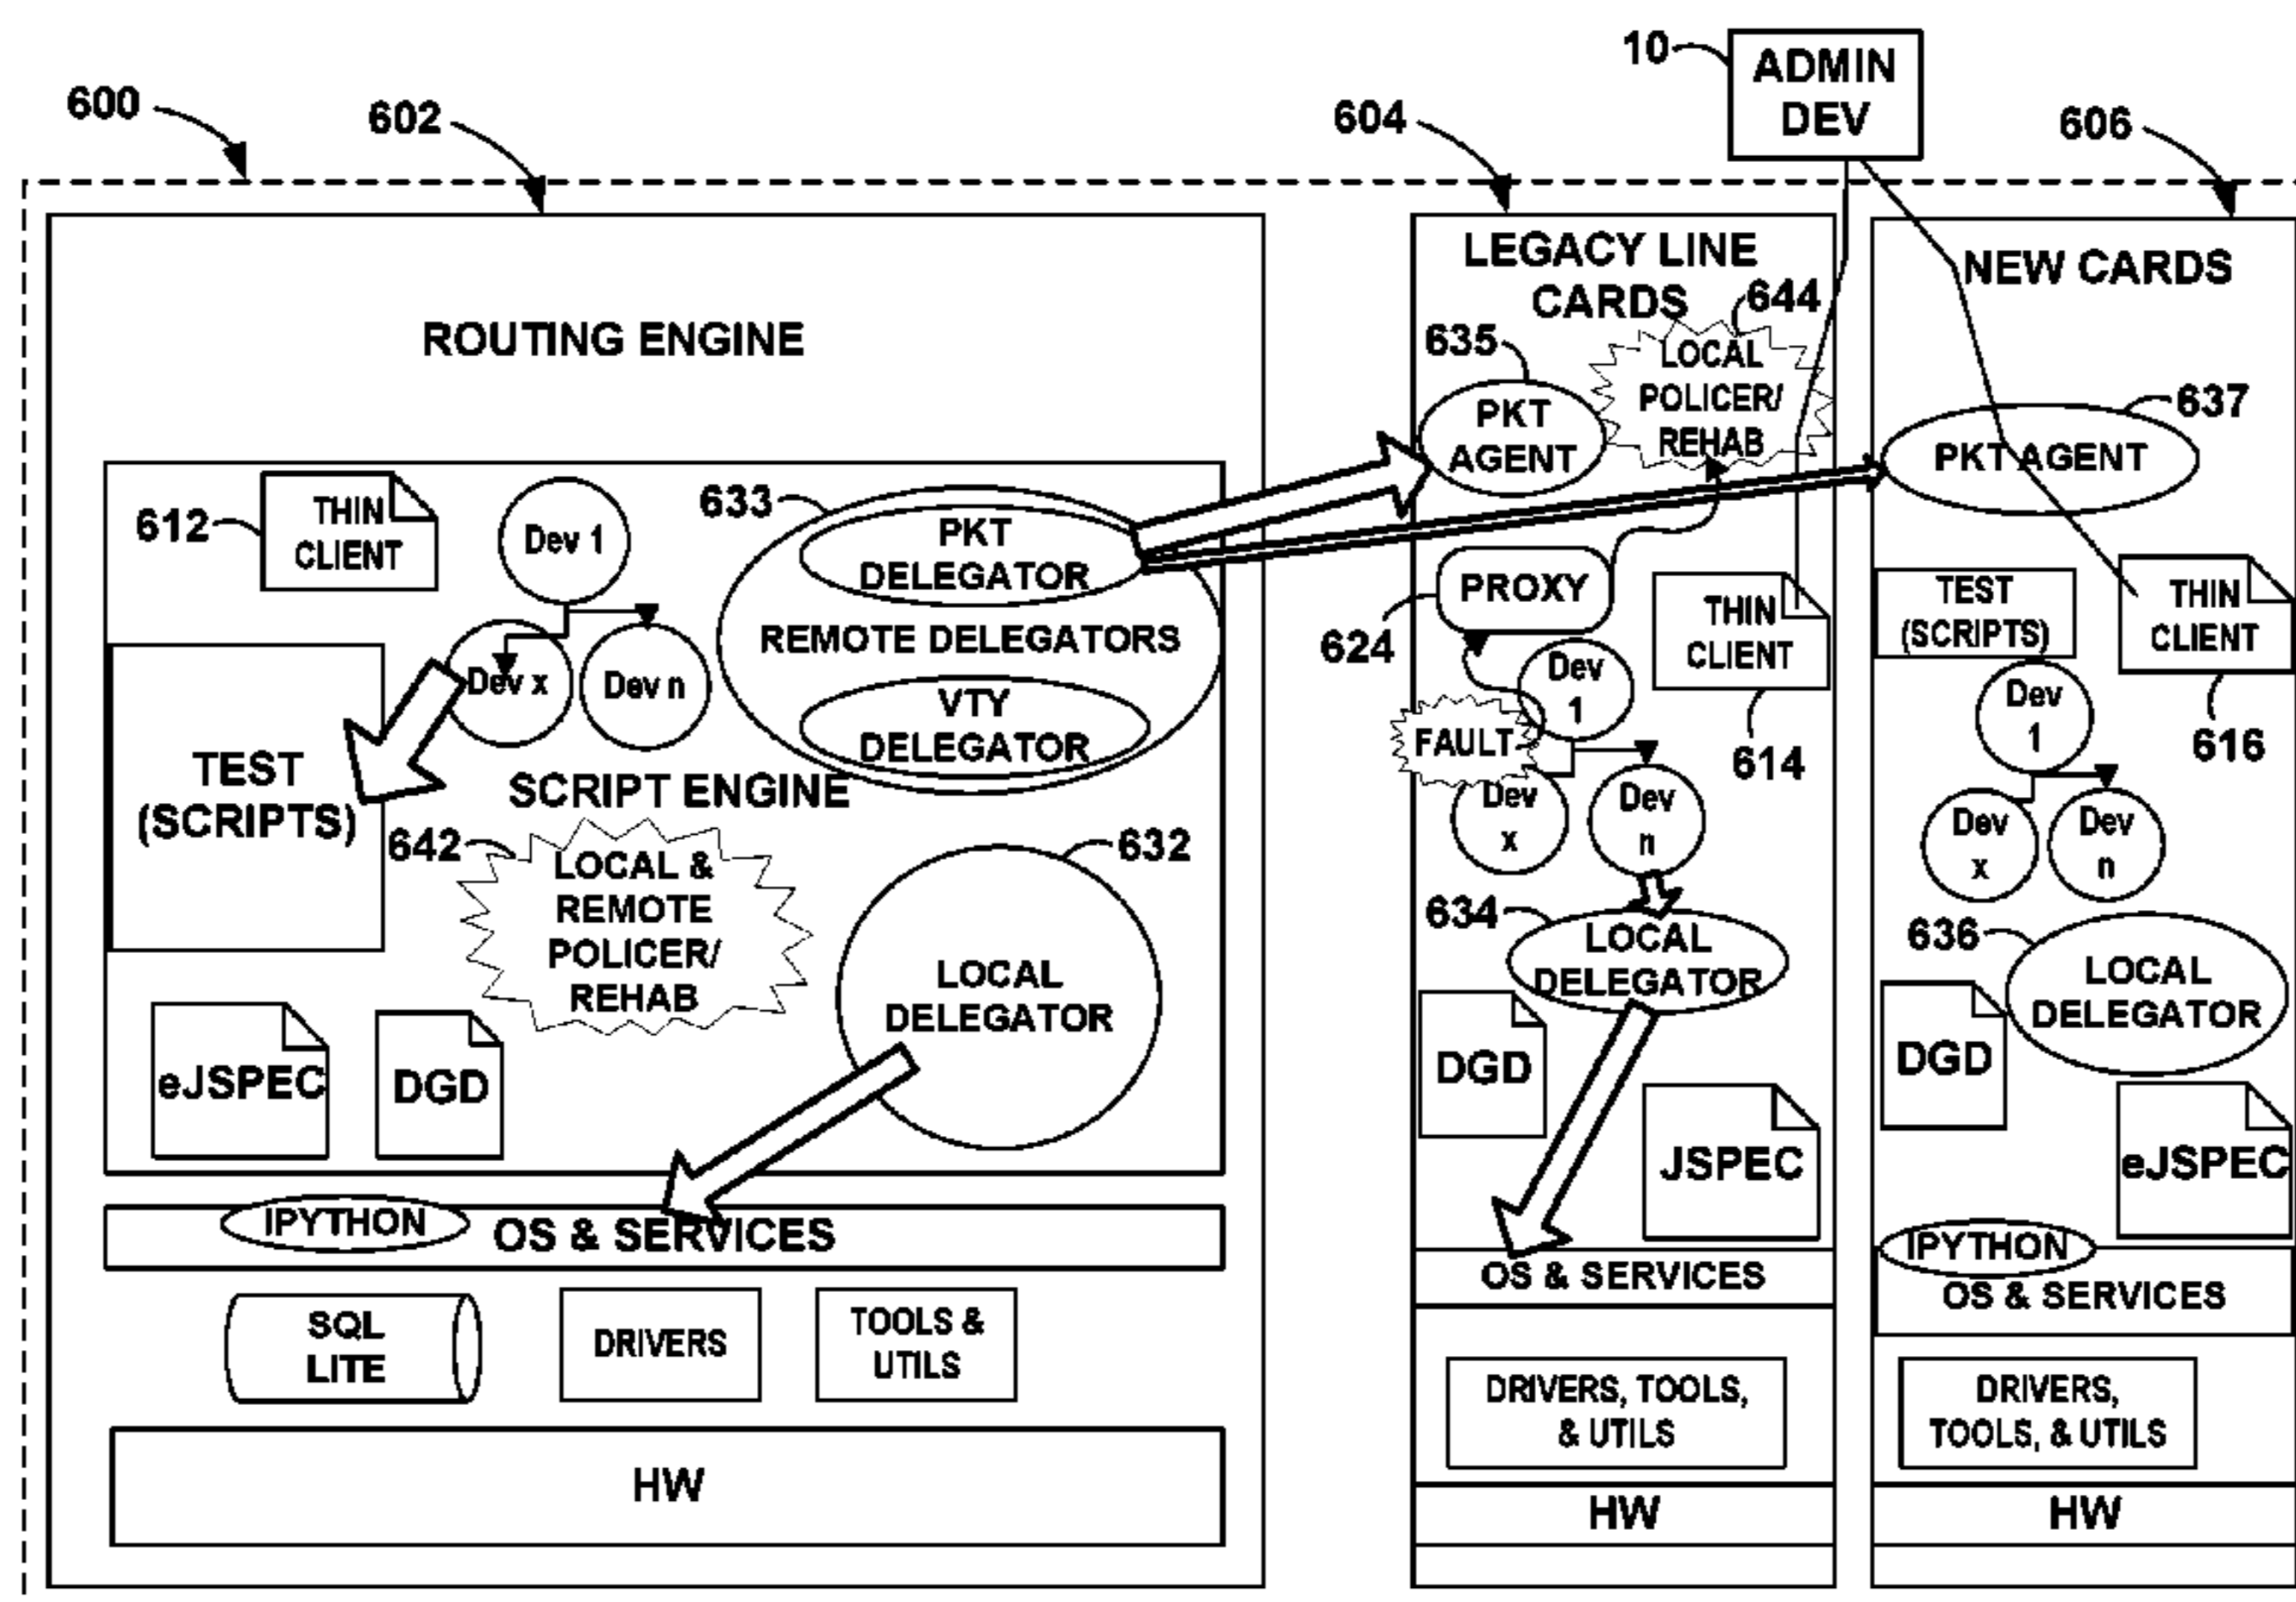 10
ADMIN
DEV
600
602
604
606
ROUTING ENGINE
612
THIN
CLIENT
Dev 1
Dev x
Dev n
633
PKT
DELEGATOR
REMOTE DELEGATORS
VTY
DELEGATOR
TEST
(SCRIPTS)
SCRIPT ENGINE
642
LOCAL &
REMOTE
POLICER/
REHAB
632
LOCAL
DELEGATOR
eJSPEC
DGD
IPYTHON
OS & SERVICES
SQL
LITE
DRIVERS
TOOLS &
UTILS
HW
LEGACY LINE
CARDS
644
635
PKT
AGENT
LOCAL
POLICER/
REHAB
PROXY
624
THIN
CLIENT
614
Dev
1
FAULT
Dev
x
Dev
n
634
LOCAL
DELEGATOR
DGD
JSPEC
OS & SERVICES
DRIVERS, TOOLS,
& UTILS
HW
NEW CARDS
637
PKT AGENT
TEST
(SCRIPTS)
THIN
CLIENT
616
Dev
1
Dev
x
Dev
n
636
LOCAL
DELEGATOR
DGD
eJSPEC
IPYTHON
OS & SERVICES
DRIVERS,
TOOLS, & UTILS
HW